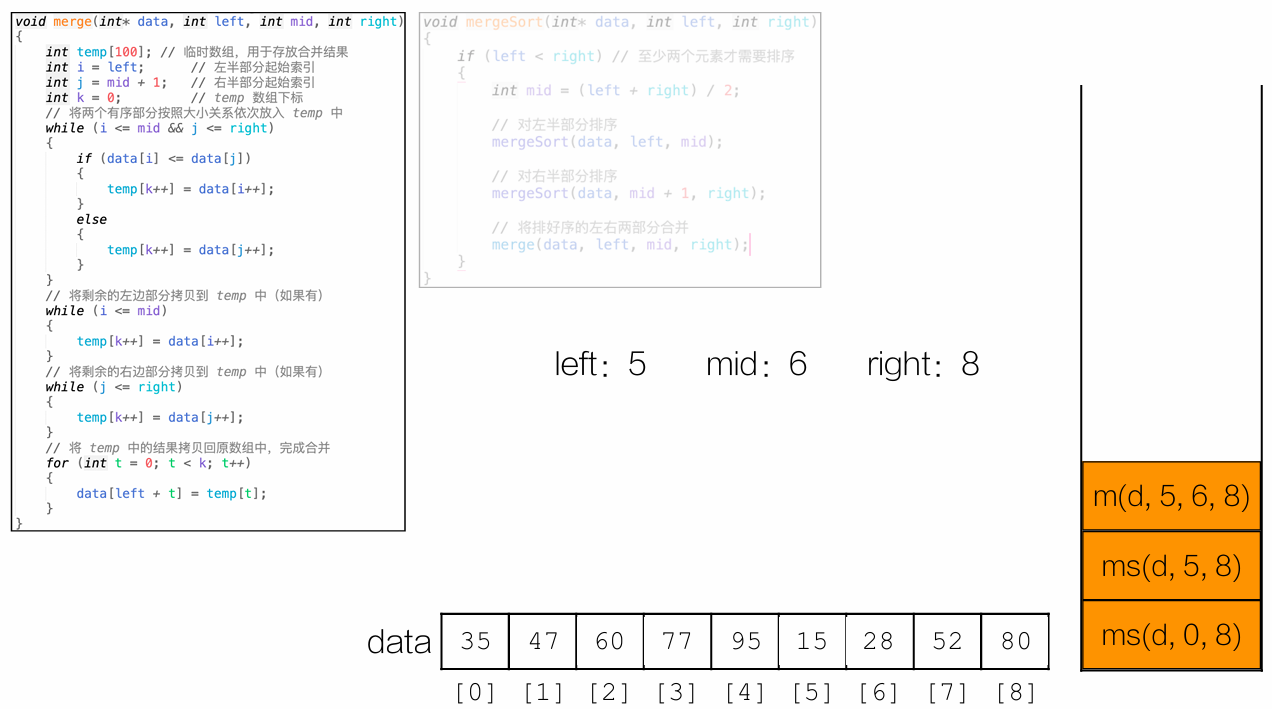 void merge(int* data, int left, int mid, int right)
{
    int temp[100]; // 临时数组，用于存放合并结果
    int i = left;      // 左半部分起始索引
    int j = mid + 1;   // 右半部分起始索引
    int k = 0;         // temp 数组下标
    // 将两个有序部分按照大小关系依次放入 temp 中
    while (i <= mid && j <= right)
    {
        if (data[i] <= data[j])
        {
            temp[k++] = data[i++];
        }
        else
        {
            temp[k++] = data[j++];
        }
    }
    // 将剩余的左边部分拷贝到 temp 中（如果有）
    while (i <= mid)
    {
        temp[k++] = data[i++];
    }
    // 将剩余的右边部分拷贝到 temp 中（如果有）
    while (j <= right)
    {
        temp[k++] = data[j++];
    }
    // 将 temp 中的结果拷贝回原数组中，完成合并
    for (int t = 0; t < k; t++)
    {
        data[left + t] = temp[t];
    }
}
void mergeSort(int* data, int left, int right)
{
    if (left < right) // 至少两个元素才需要排序
    {
        int mid = (left + right) / 2;
        // 对左半部分排序
        mergeSort(data, left, mid);
        // 对右半部分排序
        mergeSort(data, mid + 1, right);
        // 将排好序的左右两部分合并
        merge(data, left, mid, right);
    }
}
left: 5 mid: 6 right: 8
m(d, 5, 6, 8)
ms(d, 5, 8)
ms(d, 0, 8)
data 35 47 60 77 95 15 28 52 80
[0] [1] [2] [3] [4] [5] [6] [7] [8]